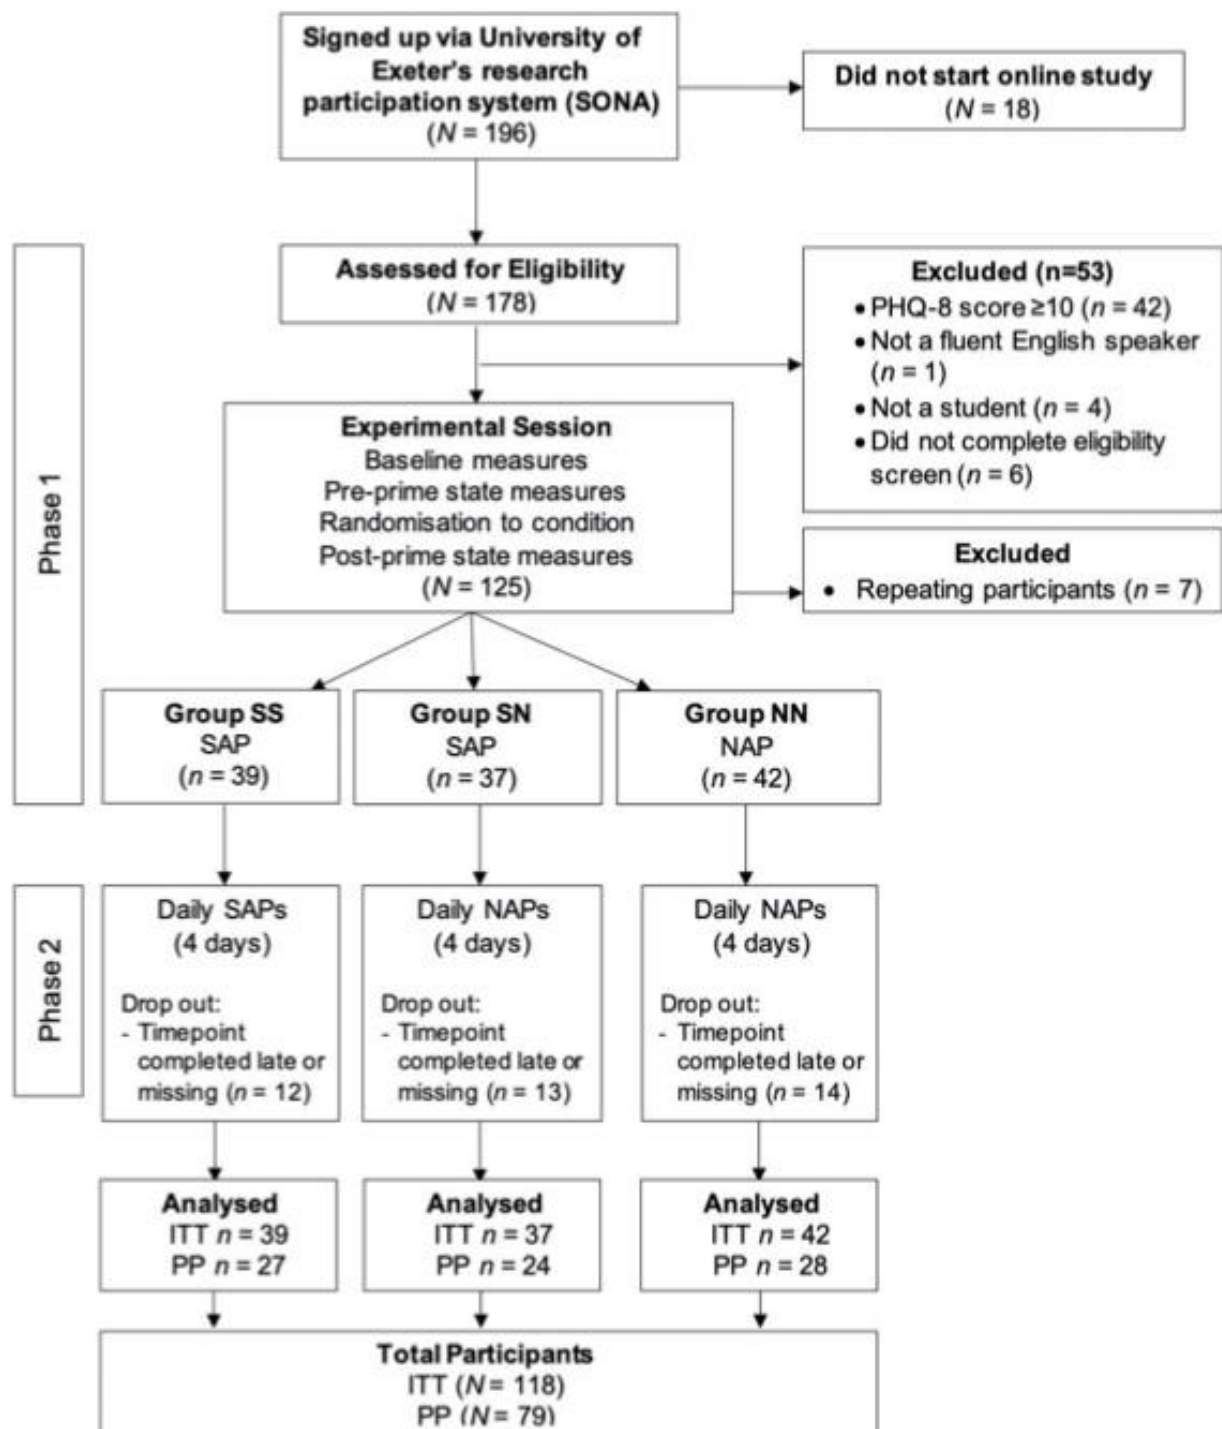 Signed up via University of
Exeter's research
participation system (SONA)
(N = 196)
Did not start online study
(N = 18)
Phase 1
Assessed for Eligibility
(N = 178)
Excluded (n=53)
• PHQ-8 score ≥10 (n = 42)
• Not a fluent English speaker
(n = 1)
• Not a student (n = 4)
• Did not complete eligibility
screen (n = 6)
Experimental Session
Baseline measures
Pre-prime state measures
Randomisation to condition
Post-prime state measures
(N = 125)
Excluded
• Repeating participants (n = 7)
Group SS
SAP
(n = 39)
Group SN
SAP
(n = 37)
Group NN
NAP
(n = 42)
Phase 2
Daily SAPs
(4 days)
Drop out:
- Timepoint
completed late or
missing (n = 12)
Daily NAPs
(4 days)
Drop out:
- Timepoint
completed late or
missing (n = 13)
Daily NAPs
(4 days)
Drop out:
- Timepoint
completed late or
missing (n = 14)
Analysed
ITT n = 39
PP n = 27
Analysed
ITT n = 37
PP n = 24
Analysed
ITT n = 42
PP n = 28
Total Participants
ITT (N = 118)
PP (N = 79)